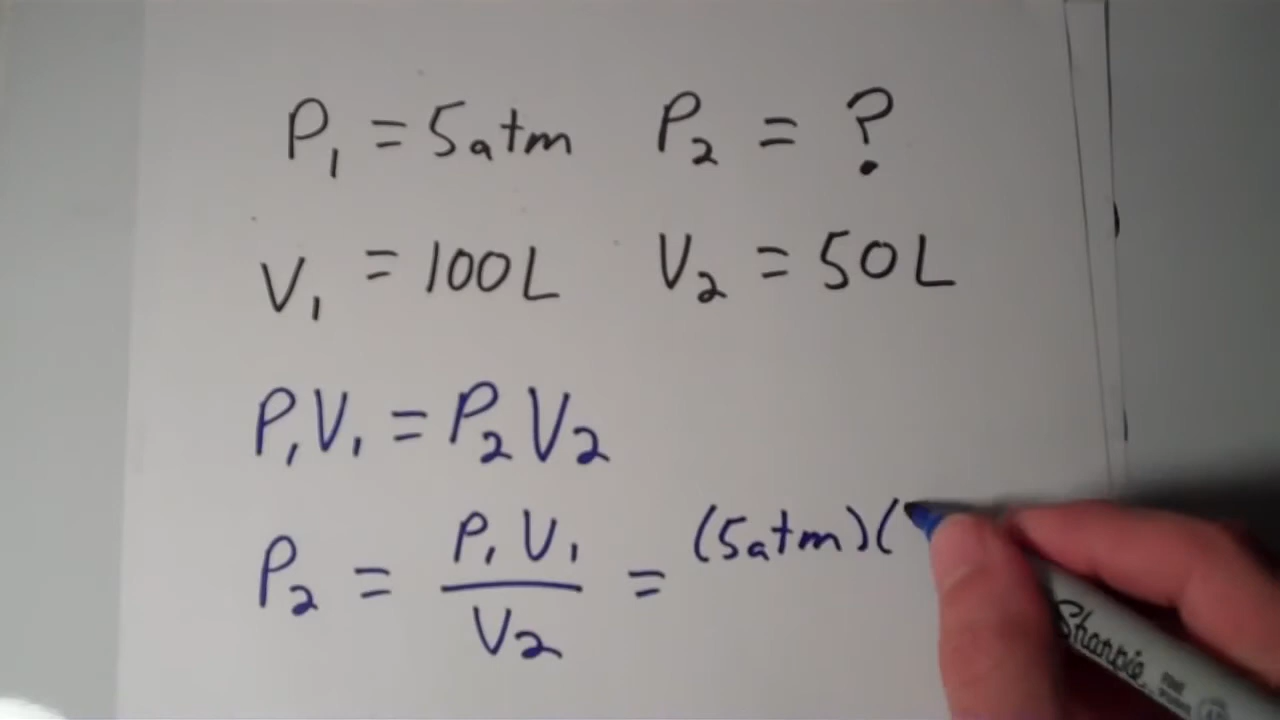 P₁ = 5atm P₂ = ?
V₁ = 100L V₂ = 50L
P₁V₁ = P₂V₂
P₂ = P₁V₁ / V₂ = (5atm)(
Sharpie